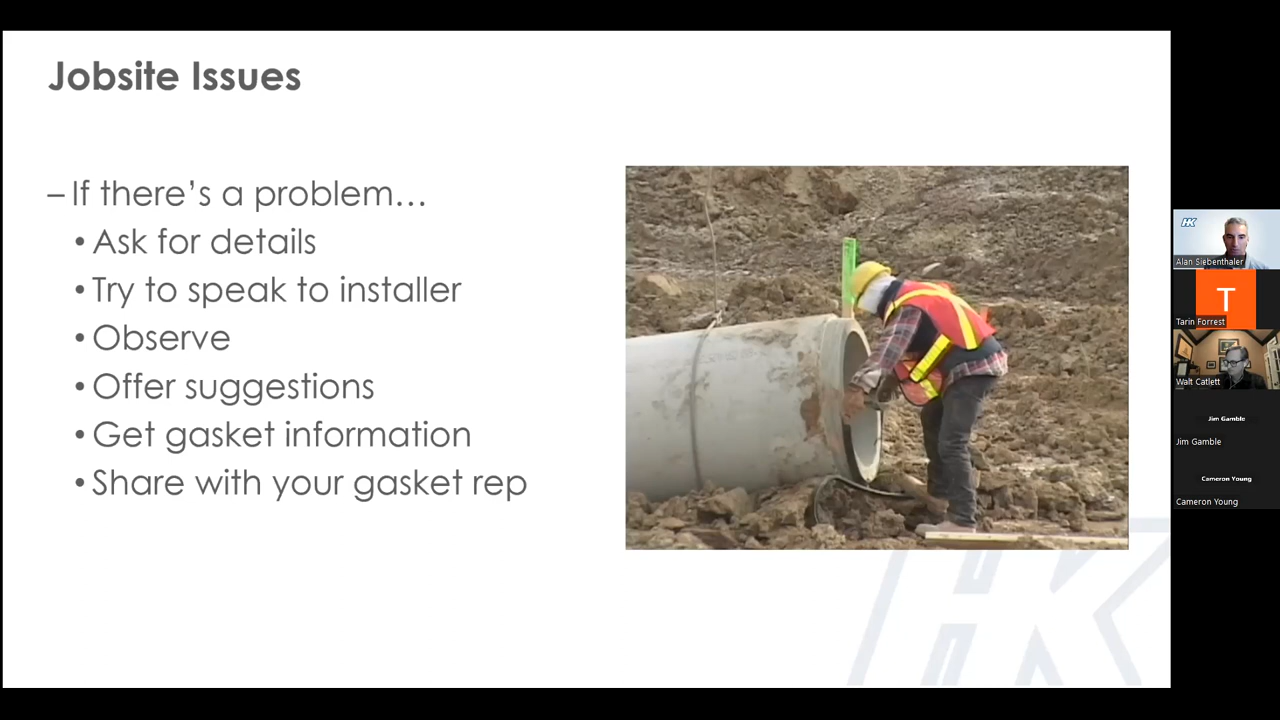 Jobsite Issues
– If there’s a problem…
• Ask for details
• Try to speak to installer
• Observe
• Offer suggestions
• Get gasket information
• Share with your gasket rep
HK
HK
Alan Siebenthaler
T
Tarin Forrest
Walt Catlett
Jim Gamble
Jim Gamble
Cameron Young
Cameron Young